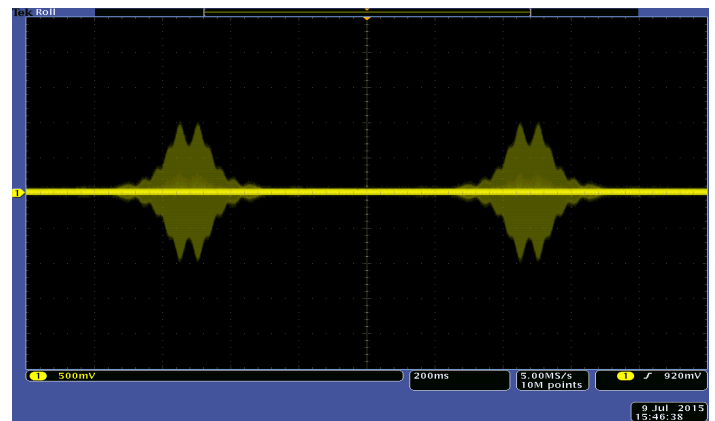 Tek Roll
1
1 500mV
200ms
5.00MS/s
10M points
1 920mV
9 Jul 2015
15:46:38